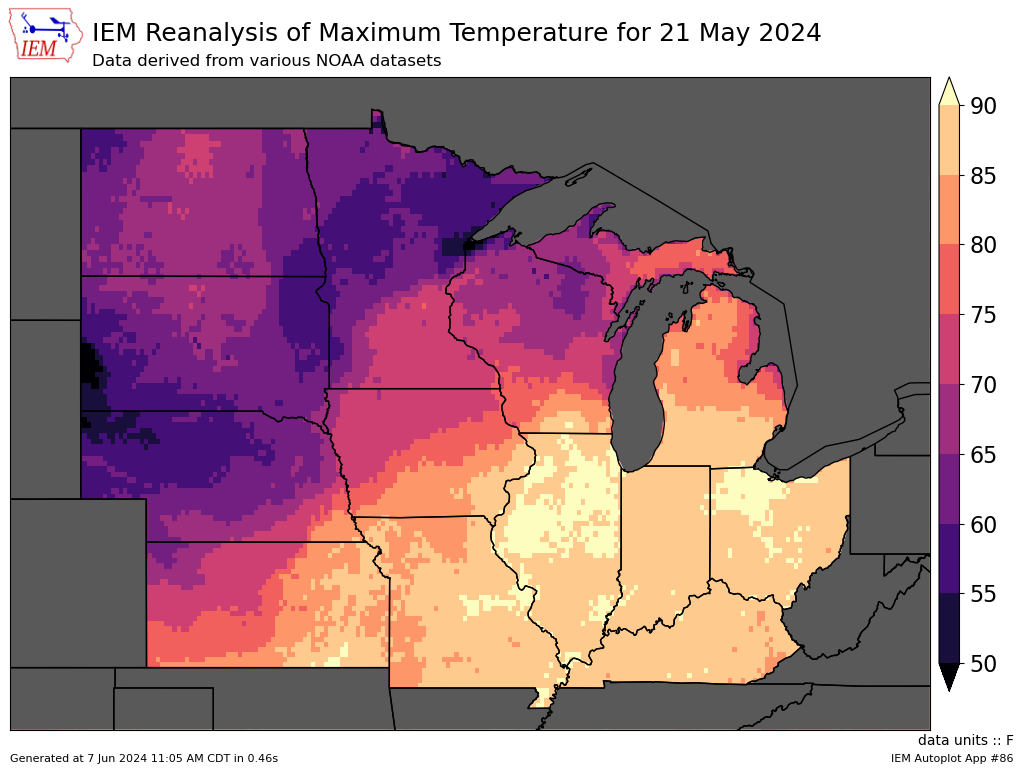 IEM
IEM Reanalysis of Maximum Temperature for 21 May 2024
Data derived from various NOAA datasets
90
85
80
75
70
65
60
55
50
data units :: F
Generated at 7 Jun 2024 11:05 AM CDT in 0.46s
IEM Autoplot App #86